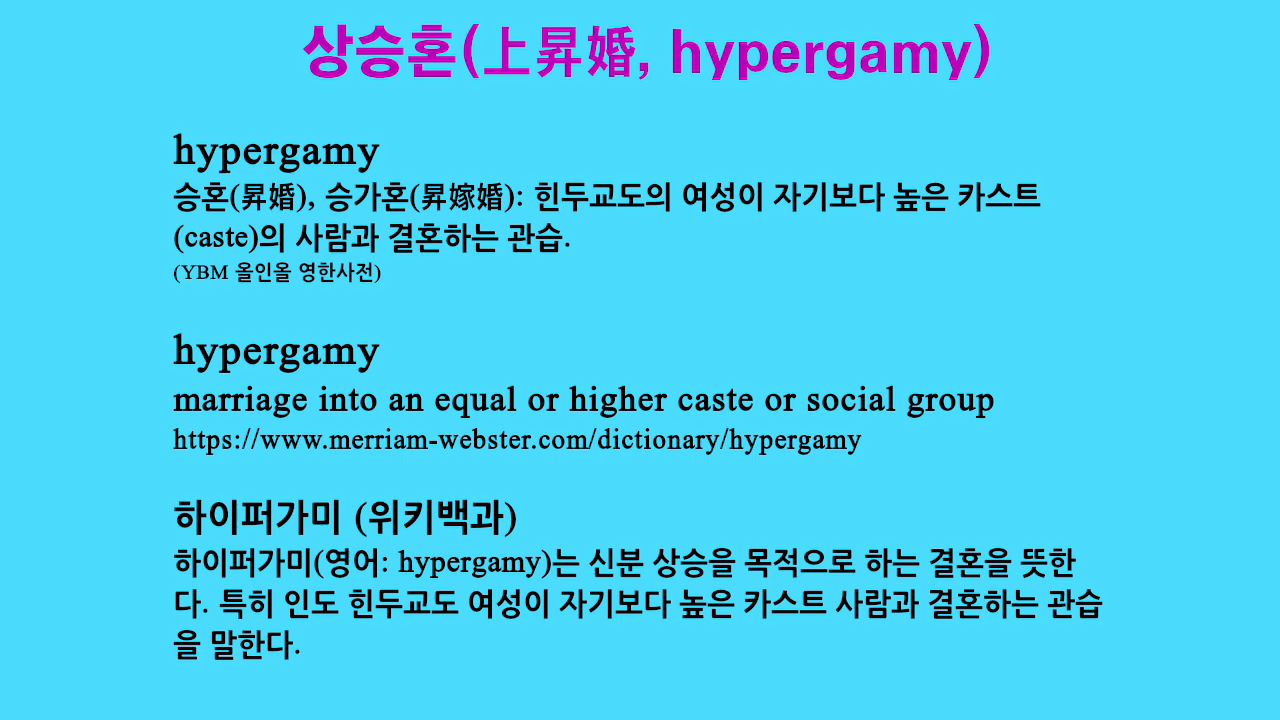 상승혼(上昇婚, hypergamy)
hypergamy
승혼(昇婚), 승가혼(昇嫁婚): 힌두교도의 여성이 자기보다 높은 카스트
(caste)의 사람과 결혼하는 관습.
(YBM 올인올 영한사전)
hypergamy
marriage into an equal or higher caste or social group
https://www.merriam-webster.com/dictionary/hypergamy
하이퍼가미 (위키백과)
하이퍼가미(영어: hypergamy)는 신분 상승을 목적으로 하는 결혼을 뜻한
다. 특히 인도 힌두교도 여성이 자기보다 높은 카스트 사람과 결혼하는 관습
을 말한다.